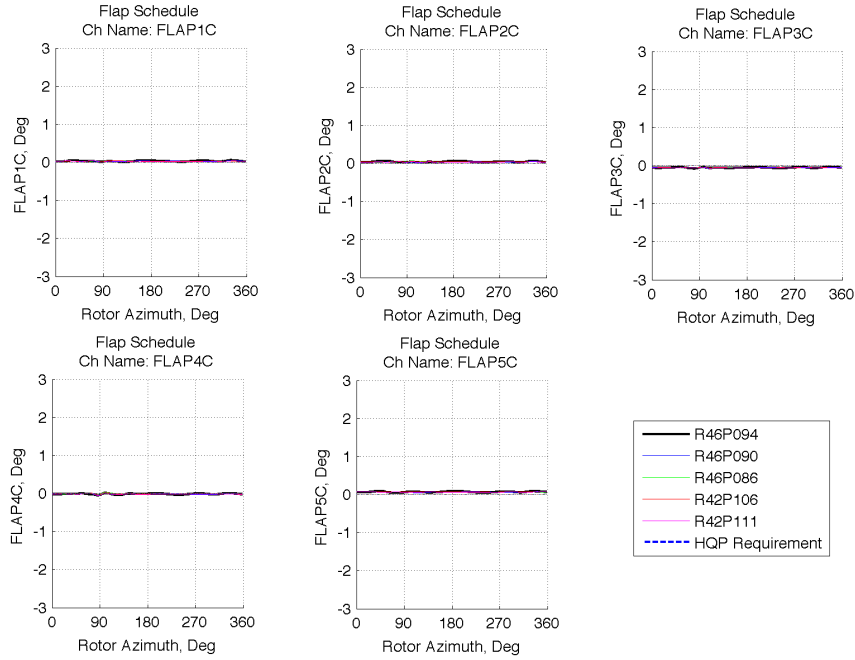 Flap Schedule
Ch Name: FLAP1C
3
2
1
0
-1
-2
-3
FLAP1C, Deg
0 90 180 270 360
Rotor Azimuth, Deg
Flap Schedule
Ch Name: FLAP2C
3
2
1
0
-1
-2
-3
FLAP2C, Deg
0 90 180 270 360
Rotor Azimuth, Deg
Flap Schedule
Ch Name: FLAP3C
3
2
1
0
-1
-2
-3
FLAP3C, Deg
0 90 180 270 360
Rotor Azimuth, Deg
Flap Schedule
Ch Name: FLAP4C
3
2
1
0
-1
-2
-3
FLAP4C, Deg
0 90 180 270 360
Rotor Azimuth, Deg
Flap Schedule
Ch Name: FLAP5C
3
2
1
0
-1
-2
-3
FLAP5C, Deg
0 90 180 270 360
Rotor Azimuth, Deg
R46P094
R46P090
R46P086
R42P106
R42P111
HQP Requirement